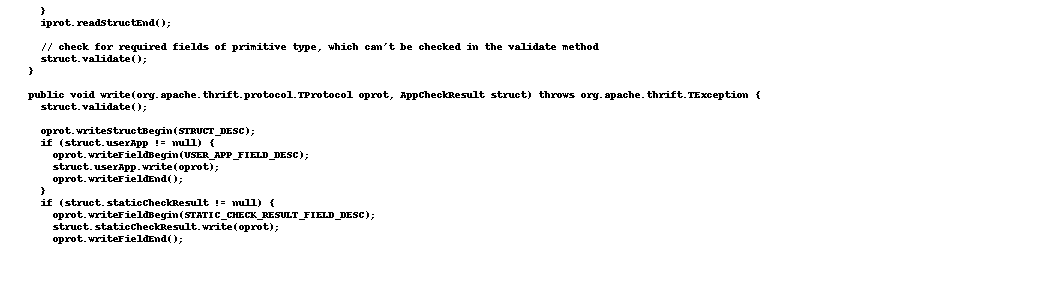 }
iprot.readStructEnd();
// check for required fields of primitive type, which can't be checked in the validate method
struct.validate();
}
public void write(org.apache.thrift.protocol.TProtocol oprot, AppCheckResult struct) throws org.apache.thrift.TException {
struct.validate();
oprot.writeStructBegin(STRUCT_DESC);
if (struct.userApp != null) {
oprot.writeFieldBegin(USER_APP_FIELD_DESC);
struct.userApp.write(oprot);
oprot.writeFieldEnd();
}
if (struct.staticCheckResult != null) {
oprot.writeFieldBegin(STATIC_CHECK_RESULT_FIELD_DESC);
struct.staticCheckResult.write(oprot);
oprot.writeFieldEnd();